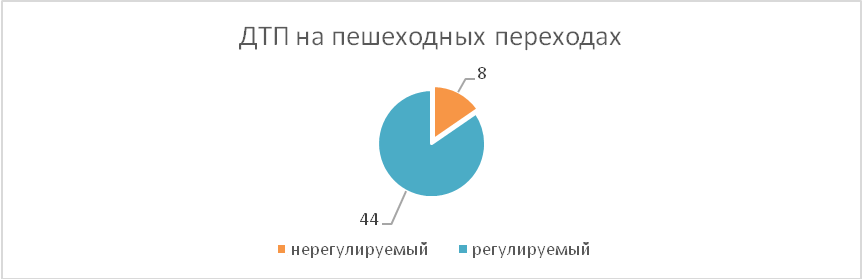 ДТП на пешеходных переходах
8
44
нерегулируемый регулируемый